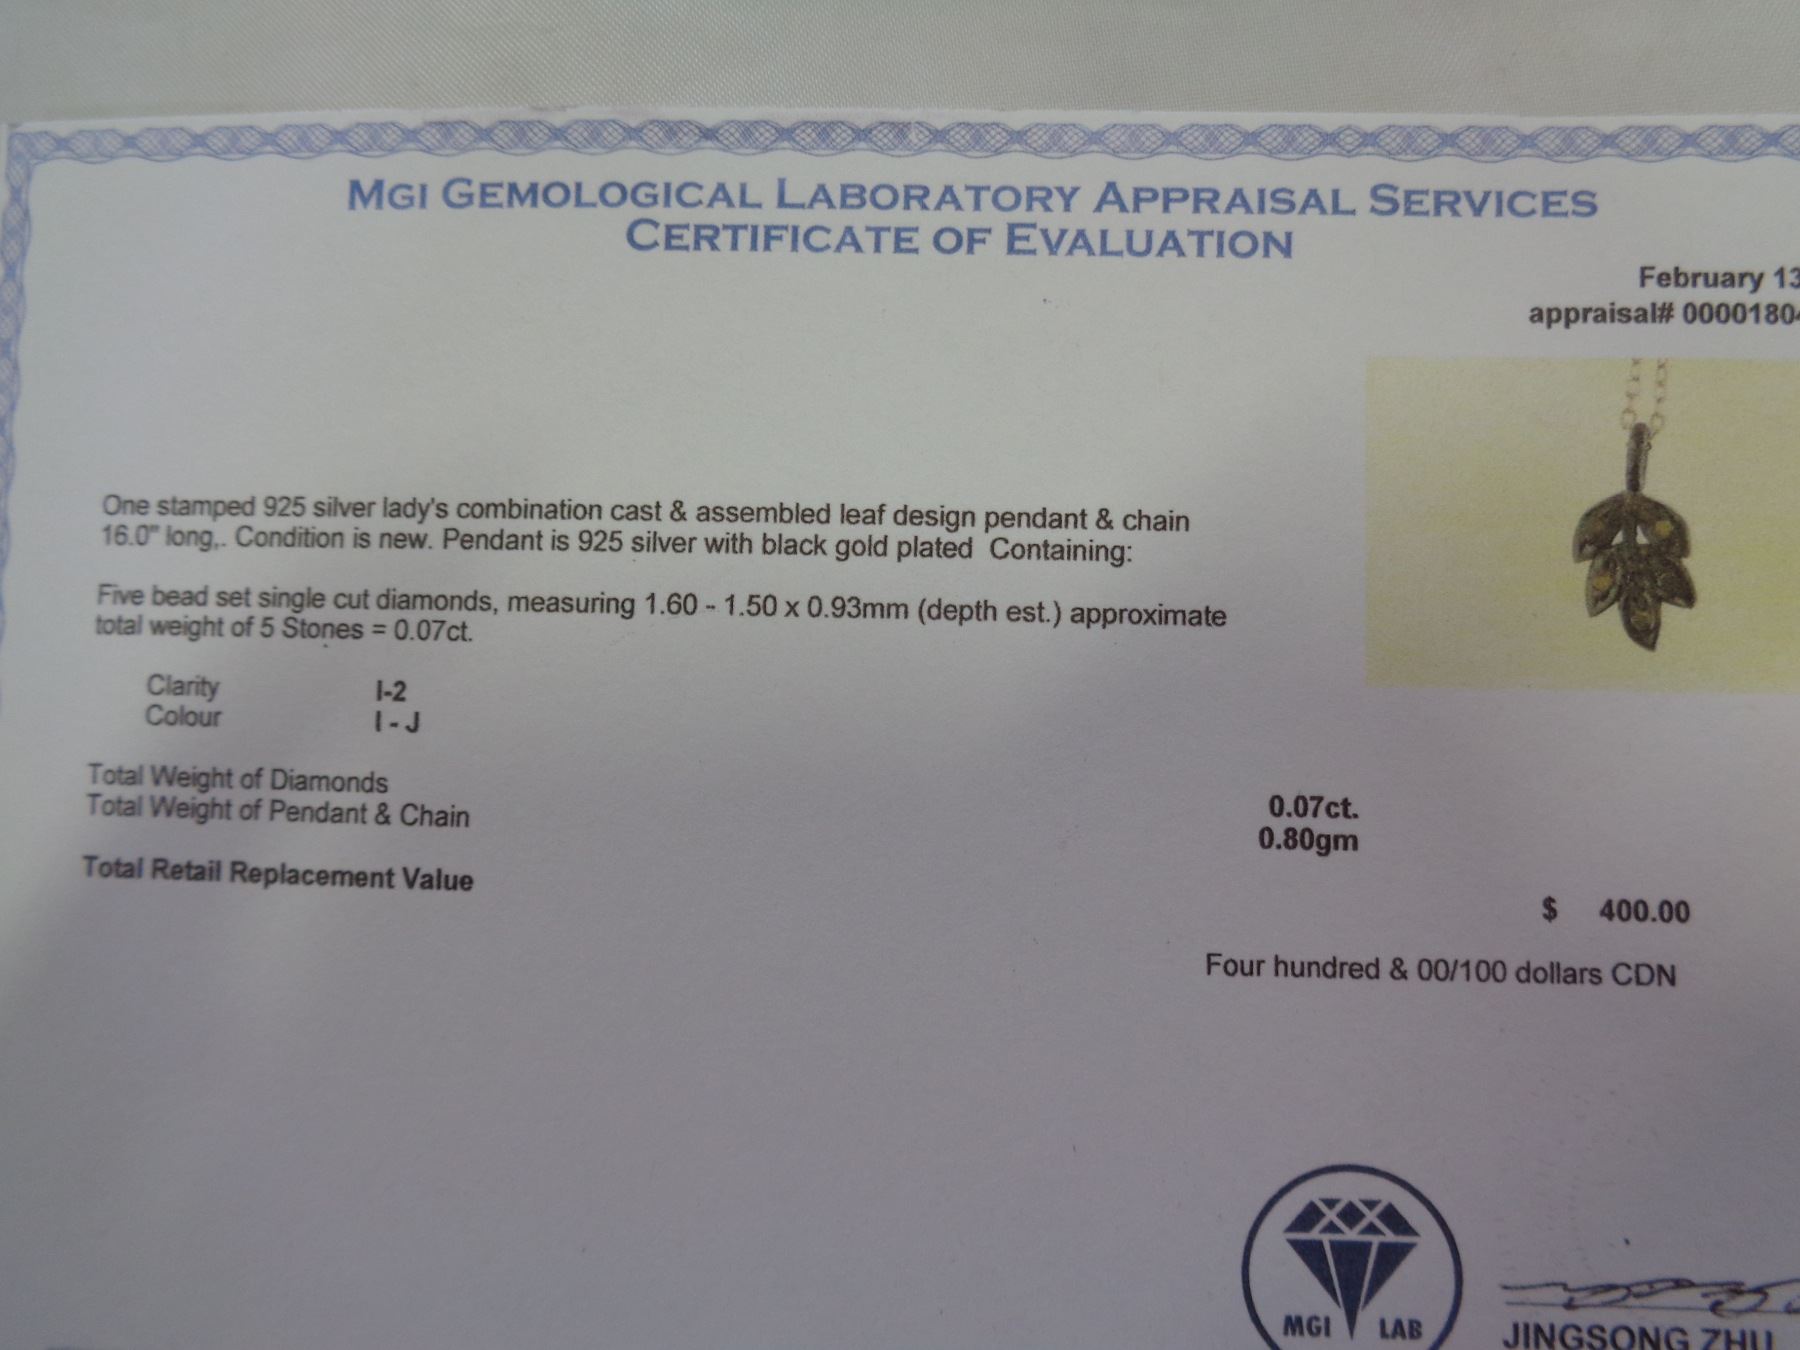 MGI GEMOLOGICAL LABORATORY APPRAISAL SERVICES
CERTIFICATE OF EVALUATION
February 13
appraisal# 00001804
One stamped 925 silver lady's combination cast & assembled leaf design pendant & chain
16.0" long,. Condition is new. Pendant is 925 silver with black gold plated Containing:
Five bead set single cut diamonds, measuring 1.60 - 1.50 x 0.93mm (depth est.) approximate
total weight of 5 Stones = 0.07ct.
Clarity I-2
Colour I - J
Total Weight of Diamonds 0.07ct.
Total Weight of Pendant & Chain 0.80gm
Total Retail Replacement Value $ 400.00
Four hundred & 00/100 dollars CDN
MGI LAB
JINGSONG ZHU